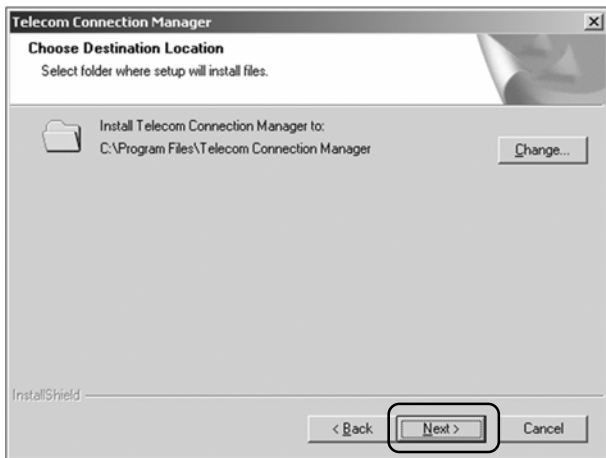 Telecom Connection Manager
Choose Destination Location
Select folder where setup will install files.
Install Telecom Connection Manager to:
C:\Program Files\Telecom Connection Manager
Change...
InstallShield
< Back
Next >
Cancel